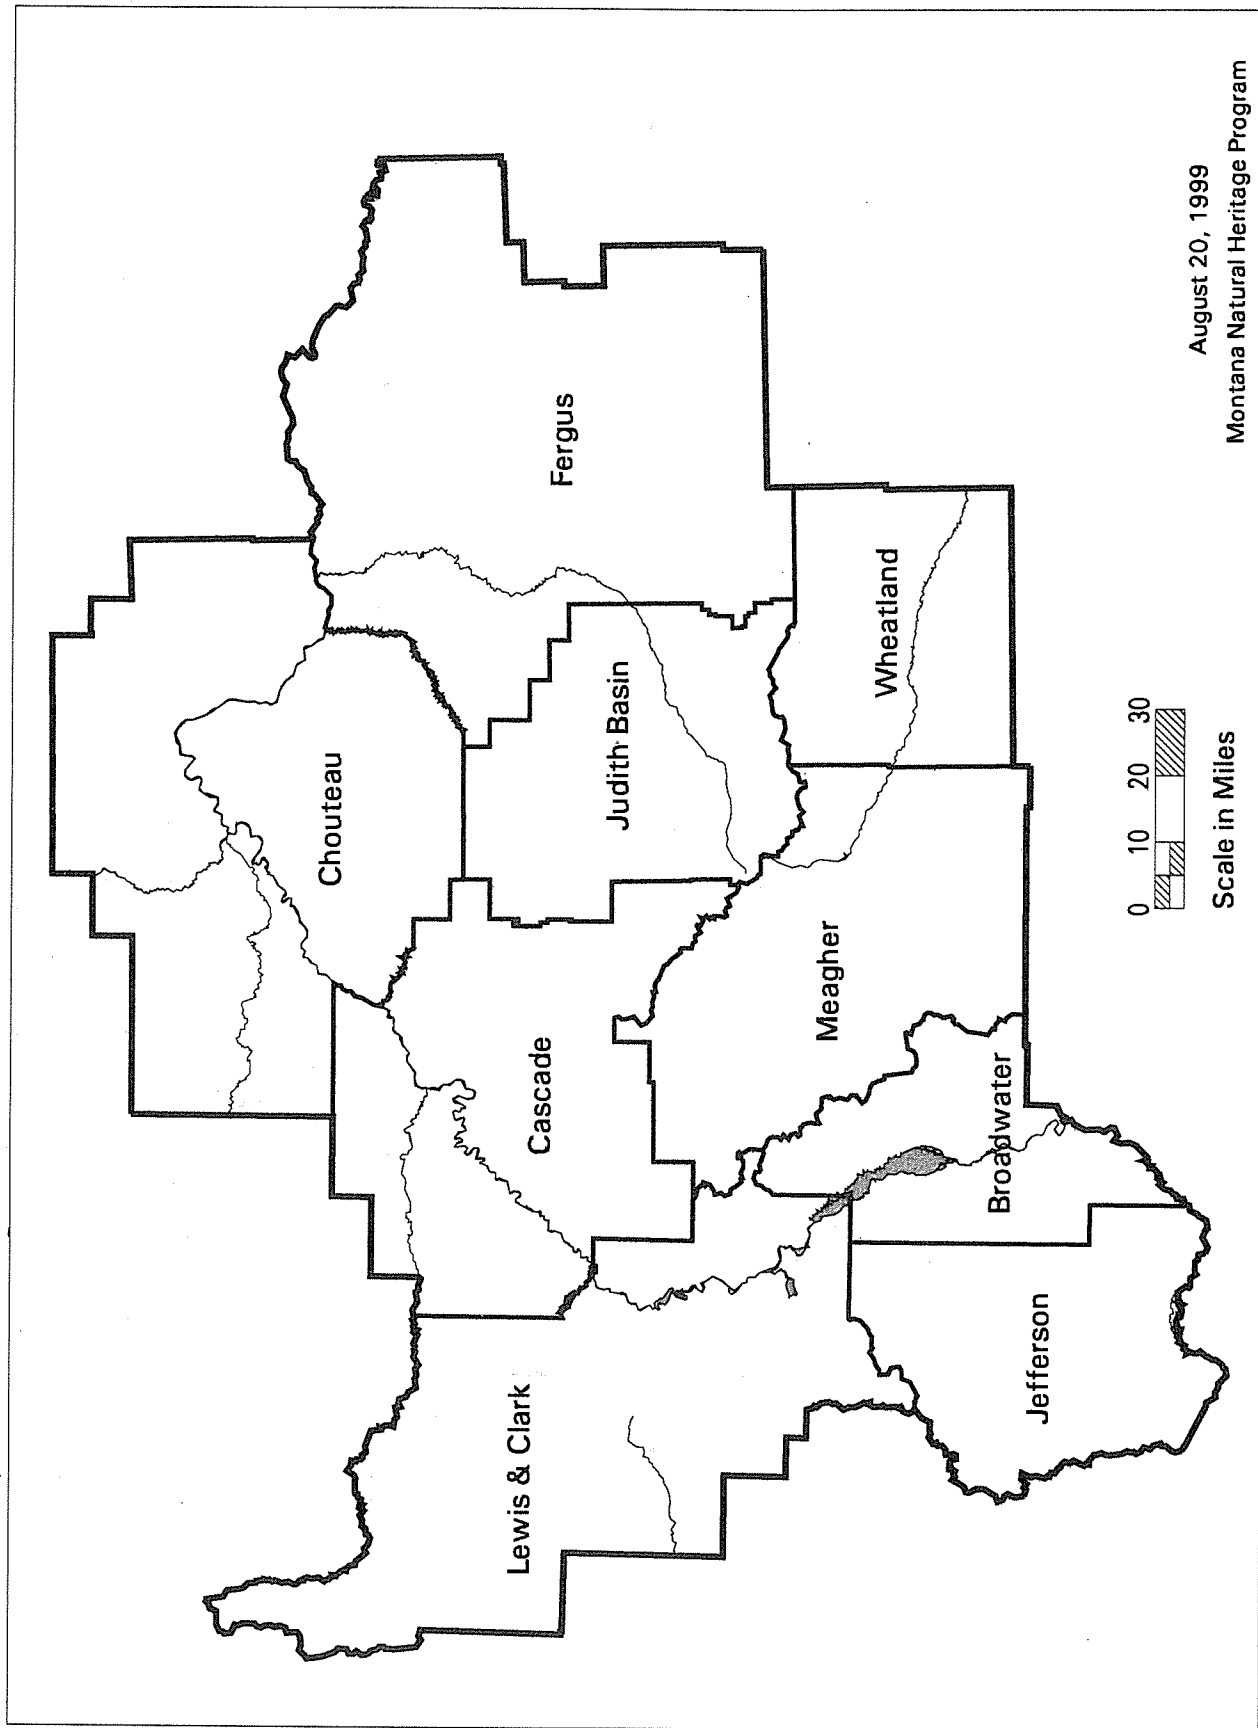 Chouteau
Fergus
Lewis & Clark
Cascade
Judith Basin
Meagher
Wheatland
Broadwater
Jefferson
0 10 20 30
Scale in Miles
August 20, 1999
Montana Natural Heritage Program